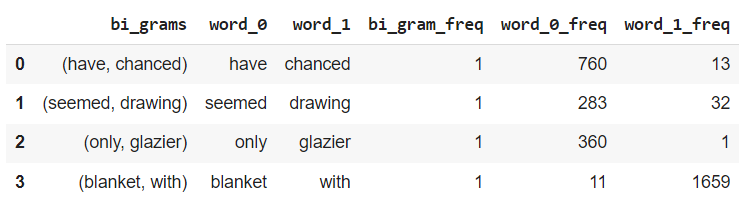 bi_grams word_0 word_1 bi_gram_freq word_0_freq word_1_freq
0 (have, chanced) have chanced 1 760 13
1 (seemed, drawing) seemed drawing 1 283 32
2 (only, glazier) only glazier 1 360 1
3 (blanket, with) blanket with 1 11 1659